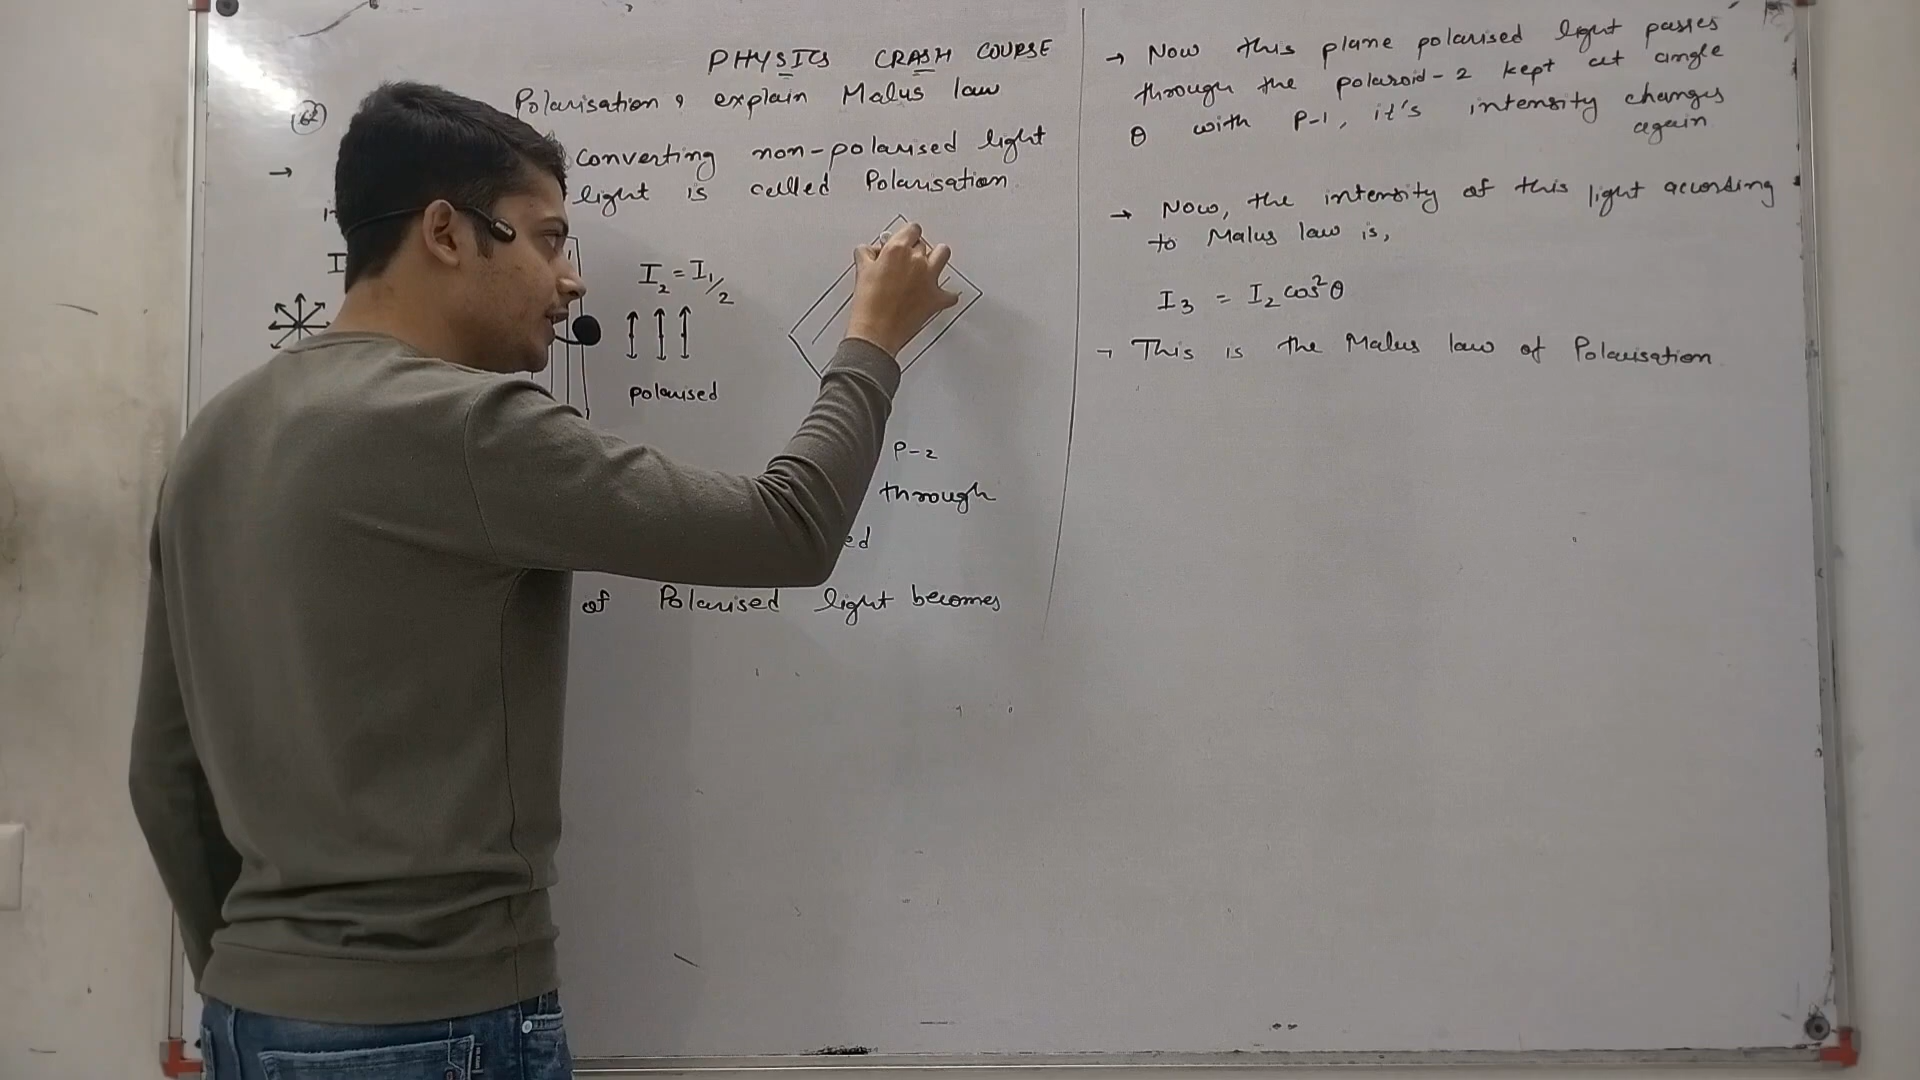 PHYSICS CRASH COURSE
62
Polarisation, explain Malus law
→ converting non-polarised light
light is called Polarisation.
I
I₂ = I₁/2
polarised
P-2
through
ed
of Polarised light becomes
→ Now this plane polarised light passes
through the polaroid-2 kept at angle
θ with P-1, it's intensity changes
again
→ Now, the intensity of this light according
to Malus law is,
I₃ = I₂ cos²θ
→ This is the Malus law of Polarisation